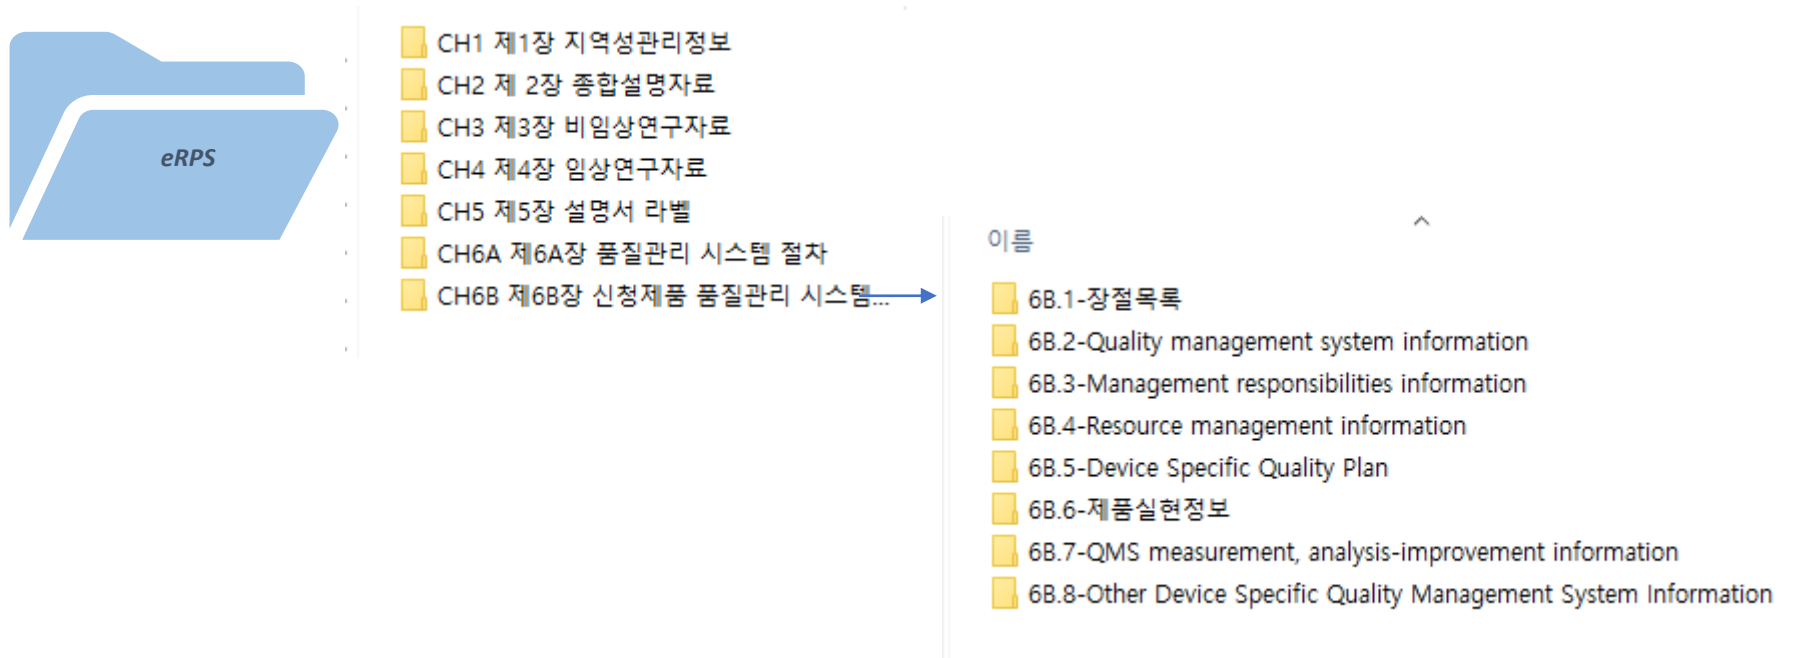 eRPS
CH1 제1장 지역성관리정보
CH2 제 2장 종합설명자료
CH3 제3장 비임상연구자료
CH4 제4장 임상연구자료
CH5 제5장 설명서 라벨
CH6A 제6A장 품질관리 시스템 절차
CH6B 제6B장 신청제품 품질관리 시스템...
이름
6B.1-장절목록
6B.2-Quality management system information
6B.3-Management responsibilities information
6B.4-Resource management information
6B.5-Device Specific Quality Plan
6B.6-제품실현정보
6B.7-QMS measurement, analysis-improvement information
6B.8-Other Device Specific Quality Management System Information